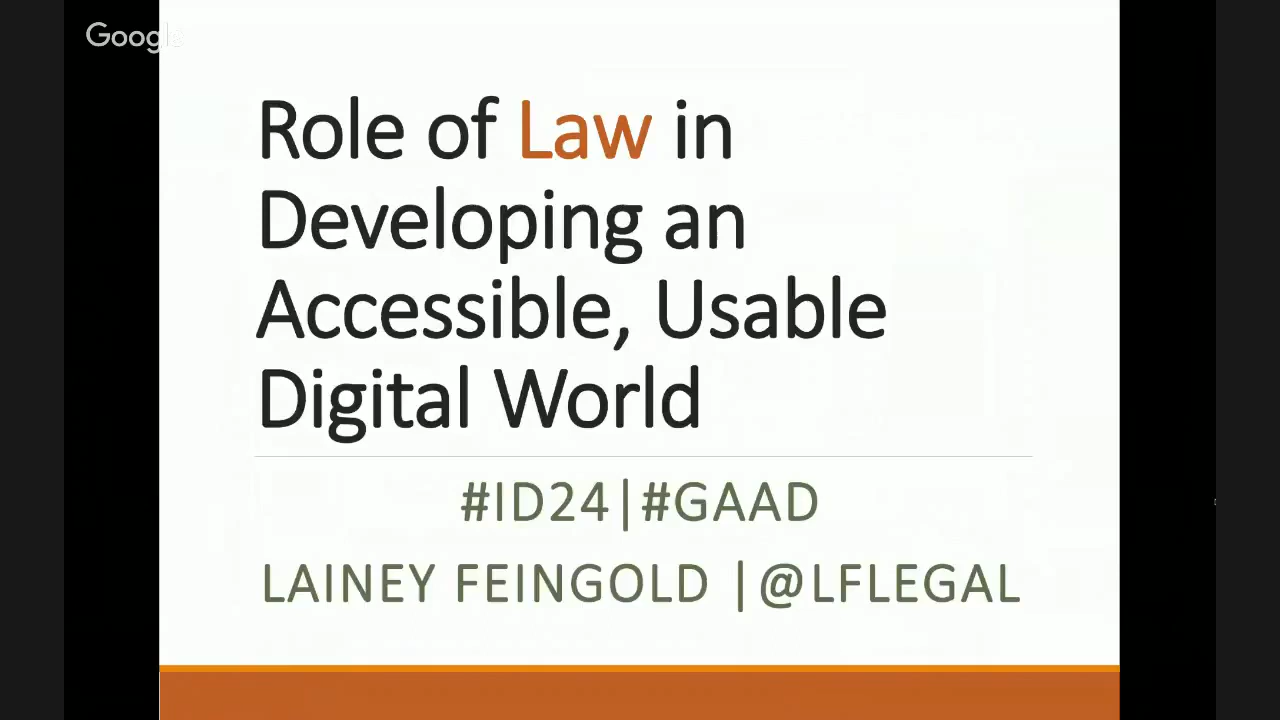 Google
Role of Law in
Developing an
Accessible, Usable
Digital World
#ID24|#GAAD
LAINEY FEINGOLD |@LFLEGAL